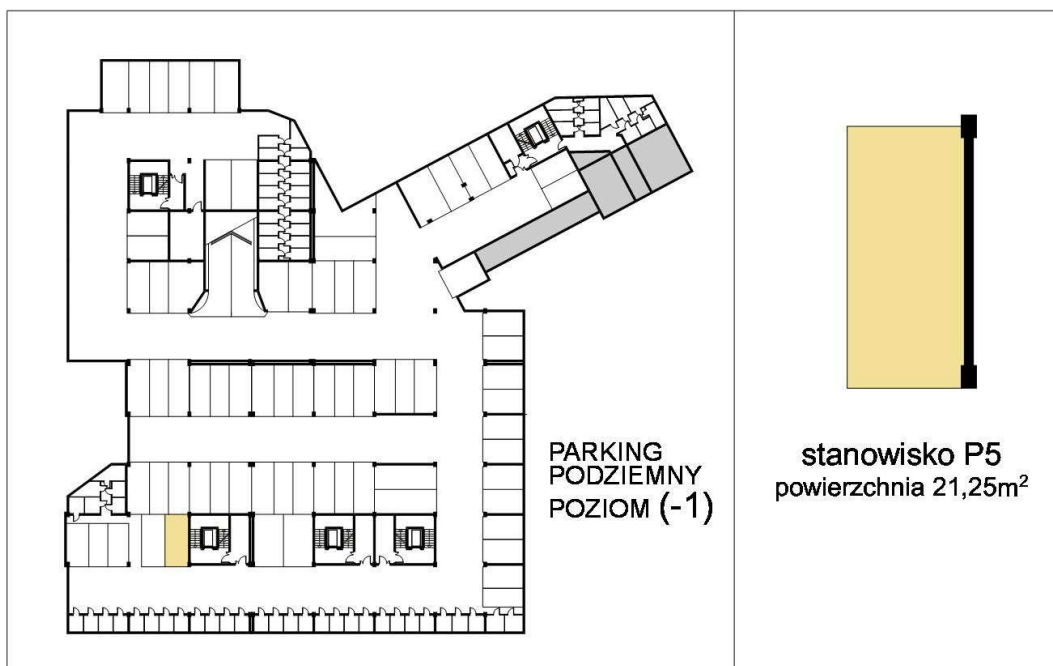 PARKING
PODZIEMNY
POZIOM (-1)
stanowisko P5
powierzchnia 21,25m²